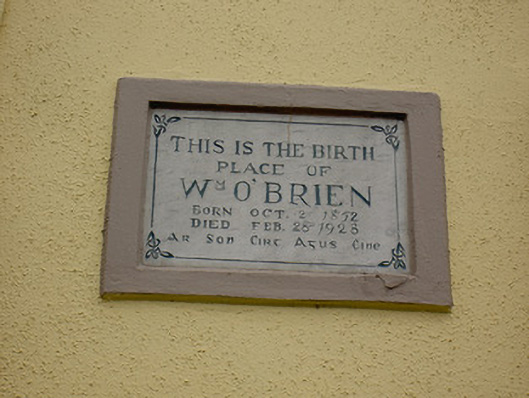 THIS IS THE BIRTH
PLACE OF
Wᴹ O'BRIEN
BORN OCT. 2 1852
DIED FEB. 25 1928
Ar Son Cirt Agus Cine